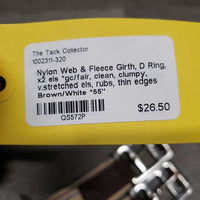 The Tack Collector
1002311-320
Nylon Web & Fleece Girth, D Ring,
x2 els *gc/fair, clean, clumpy,
v.stretched els, rubs, thin edges
Brown/White *55"
$26.50
QS572P